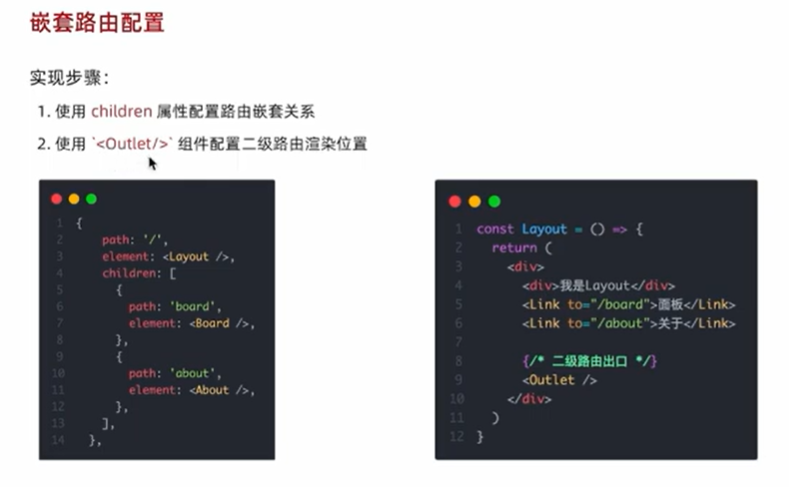 嵌套路由配置
实现步骤：
1. 使用 children 属性配置路由嵌套关系
2. 使用 `<Outlet/>` 组件配置二级路由渲染位置
1 {
2 path: '/',
3 element: <Layout />,
4 children: [
5 {
6 path: 'board',
7 element: <Board />,
8 },
9 {
10 path: 'about',
11 element: <About />,
12 },
13 ],
14 },
1 const Layout = () => {
2 return (
3 <div>
4 <div>我是Layout</div>
5 <Link to="/board">面板</Link>
6 <Link to="/about">关于</Link>
7
8 {/* 二级路由出口 */}
9 <Outlet />
10 </div>
11 )
12 }